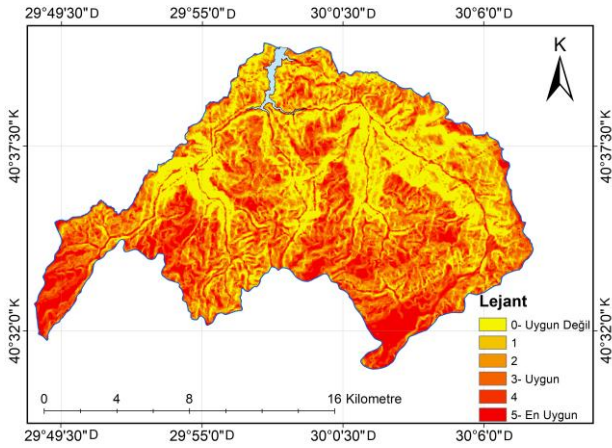 29°49'30"D 29°55'0"D 30°0'30"D 30°6'0"D
K
40°37'30"K 40°37'30"K
40°32'0"K 40°32'0"K
Lejant
0- Uygun Değil
1
2
3- Uygun
4
5- En Uygun
0 4 8 16 Kilometre
29°49'30"D 29°55'0"D 30°0'30"D 30°6'0"D